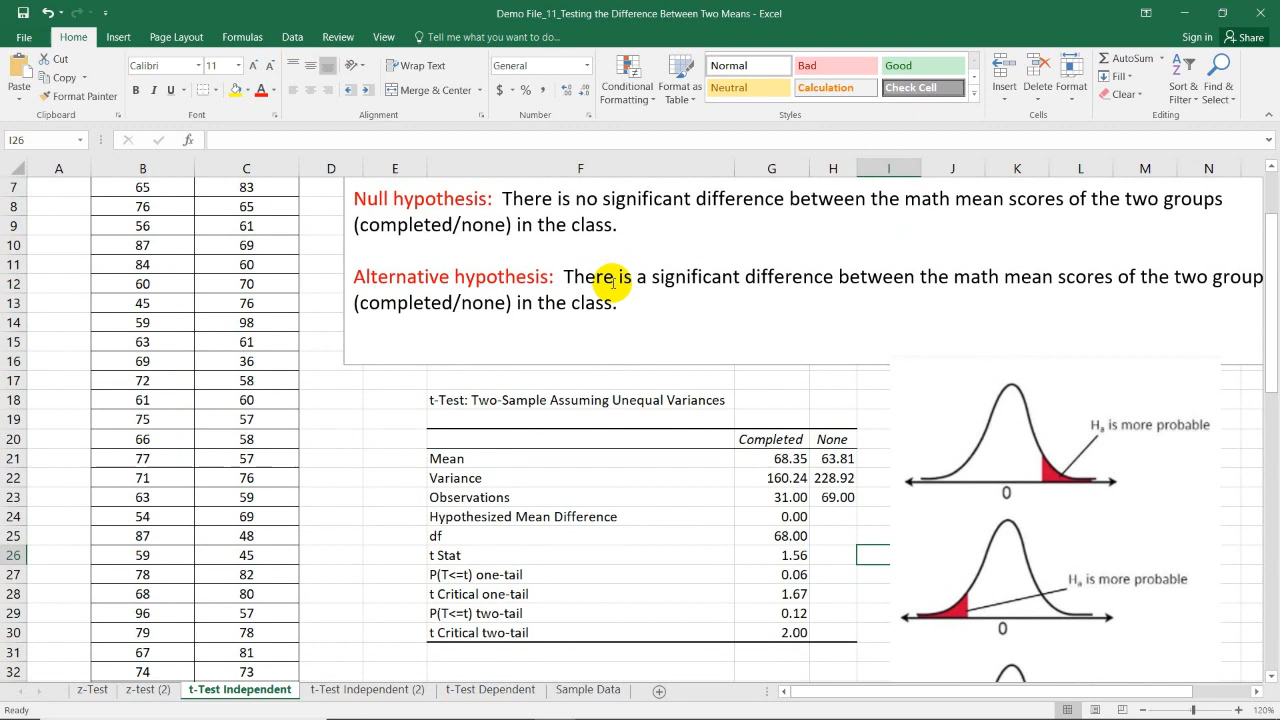 Demo File_11_Testing the Difference Between Two Means - Excel
File Home Insert Page Layout Formulas Data Review View Tell me what you want to do... Sign in Share
Paste Cut Copy Format Painter Clipboard
Calibri 11 A A B I U A Font
Wrap Text Merge & Center Alignment
General $ % , Number
Conditional Formatting Format as Table
Normal Bad Good
Neutral Calculation Check Cell
Styles
Insert Delete Format Cells
AutoSum Fill Clear Sort & Filter Find & Select Editing
I26 fx
A B C D E F G H I J K L M N
Null hypothesis: There is no significant difference between the math mean scores of the two groups
(completed/none) in the class.
Alternative hypothesis: There is a significant difference between the math mean scores of the two group
(completed/none) in the class.
7 65 83
8 76 65
9 56 61
10 87 69
11 84 60
12 60 70
13 45 76
14 59 98
15 63 61
16 69 36
17 72 58
18 61 60 t-Test: Two-Sample Assuming Unequal Variances
19 75 57
20 66 58 Completed None
21 77 57 Mean 68.35 63.81
22 71 76 Variance 160.24 228.92
23 63 59 Observations 31.00 69.00
24 54 69 Hypothesized Mean Difference 0.00
25 87 48 df 68.00
26 59 45 t Stat 1.56
27 78 82 P(T<=t) one-tail 0.06
28 68 80 t Critical one-tail 1.67
29 96 57 P(T<=t) two-tail 0.12
30 79 78 t Critical two-tail 2.00
31 67 81
32 74 73
Ha is more probable
0
Ha is more probable
0
z-Test z-test (2) t-Test Independent t-Test Independent (2) t-Test Dependent Sample Data
Ready 120%